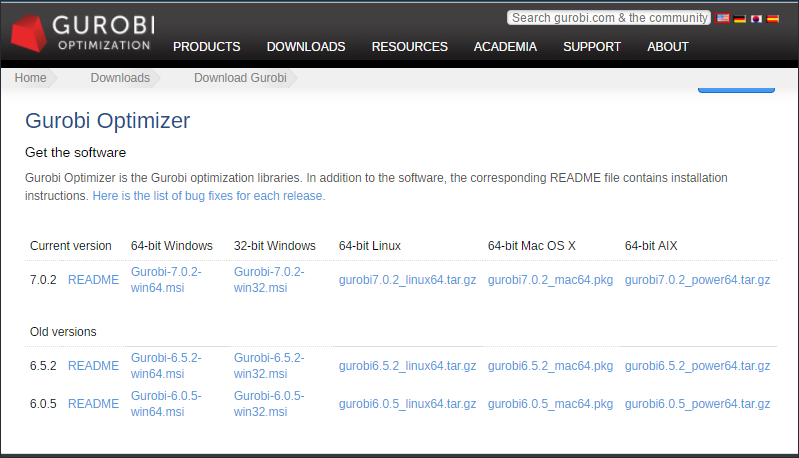 GUROBI
OPTIMIZATION
Search gurobi.com & the community
PRODUCTS DOWNLOADS RESOURCES ACADEMIA SUPPORT ABOUT
Home Downloads Download Gurobi
Gurobi Optimizer
Get the software
Gurobi Optimizer is the Gurobi optimization libraries. In addition to the software, the corresponding README file contains installation
instructions. Here is the list of bug fixes for each release.
Current version 64-bit Windows 32-bit Windows 64-bit Linux 64-bit Mac OS X 64-bit AIX
7.0.2 README Gurobi-7.0.2-win64.msi Gurobi-7.0.2-win32.msi gurobi7.0.2_linux64.tar.gz gurobi7.0.2_mac64.pkg gurobi7.0.2_power64.tar.gz
Old versions
6.5.2 README Gurobi-6.5.2-win64.msi Gurobi-6.5.2-win32.msi gurobi6.5.2_linux64.tar.gz gurobi6.5.2_mac64.pkg gurobi6.5.2_power64.tar.gz
6.0.5 README Gurobi-6.0.5-win64.msi Gurobi-6.0.5-win32.msi gurobi6.0.5_linux64.tar.gz gurobi6.0.5_mac64.pkg gurobi6.0.5_power64.tar.gz